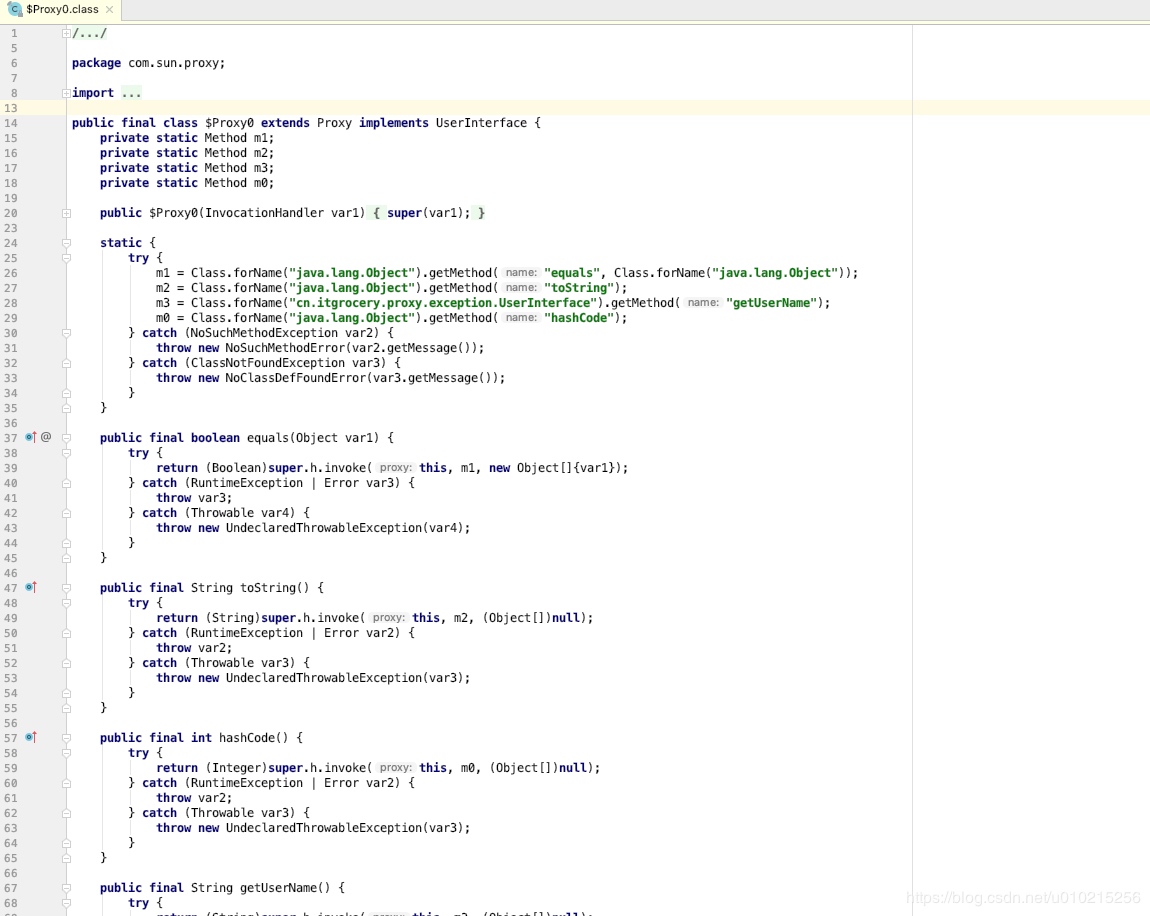 $Proxy0.class
1 /.../
5
6 package com.sun.proxy;
7
8 import ...
13
14 public final class $Proxy0 extends Proxy implements UserInterface {
15 private static Method m1;
16 private static Method m2;
17 private static Method m3;
18 private static Method m0;
19
20 public $Proxy0(InvocationHandler var1) { super(var1); }
23
24 static {
25 try {
26 m1 = Class.forName("java.lang.Object").getMethod( name: "equals", Class.forName("java.lang.Object"));
27 m2 = Class.forName("java.lang.Object").getMethod( name: "toString");
28 m3 = Class.forName("cn.itgrocery.proxy.exception.UserInterface").getMethod( name: "getUserName");
29 m0 = Class.forName("java.lang.Object").getMethod( name: "hashCode");
30 } catch (NoSuchMethodException var2) {
31 throw new NoSuchMethodError(var2.getMessage());
32 } catch (ClassNotFoundException var3) {
33 throw new NoClassDefFoundError(var3.getMessage());
34 }
35 }
36
37 @ public final boolean equals(Object var1) {
38 try {
39 return (Boolean)super.h.invoke( proxy: this, m1, new Object[]{var1});
40 } catch (RuntimeException | Error var3) {
41 throw var3;
42 } catch (Throwable var4) {
43 throw new UndeclaredThrowableException(var4);
44 }
45 }
46
47 public final String toString() {
48 try {
49 return (String)super.h.invoke( proxy: this, m2, (Object[])null);
50 } catch (RuntimeException | Error var2) {
51 throw var2;
52 } catch (Throwable var3) {
53 throw new UndeclaredThrowableException(var3);
54 }
55 }
56
57 public final int hashCode() {
58 try {
59 return (Integer)super.h.invoke( proxy: this, m0, (Object[])null);
60 } catch (RuntimeException | Error var2) {
61 throw var2;
62 } catch (Throwable var3) {
63 throw new UndeclaredThrowableException(var3);
64 }
65 }
66
67 public final String getUserName() {
68 try {
return (String)super.h.invoke( proxy: this, m3, (Object[])null);
https://blog.csdn.net/u010215256